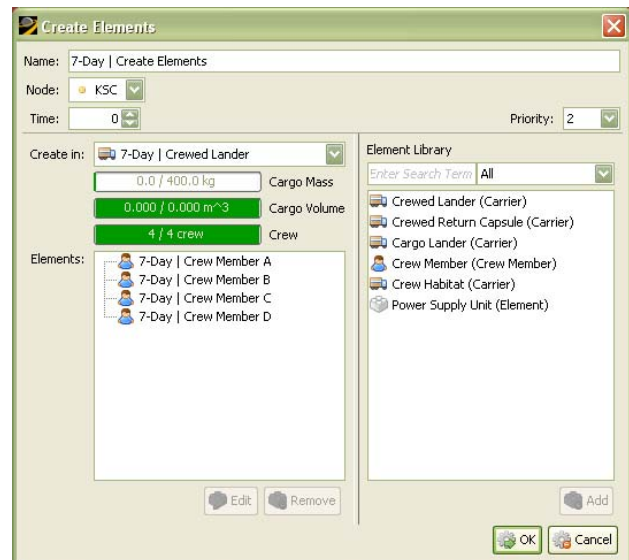 Create Elements
Name: 7-Day | Create Elements
Node: KSC
Time: 0
Priority: 2
Create in: 7-Day | Crewed Lander
0.0 / 400.0 kg Cargo Mass
0.000 / 0.000 m^3 Cargo Volume
4 / 4 crew Crew
Elements:
7-Day | Crew Member A
7-Day | Crew Member B
7-Day | Crew Member C
7-Day | Crew Member D
Edit Remove
Element Library
Enter Search Term All
Crewed Lander (Carrier)
Crewed Return Capsule (Carrier)
Cargo Lander (Carrier)
Crew Member (Crew Member)
Crew Habitat (Carrier)
Power Supply Unit (Element)
Add
OK Cancel